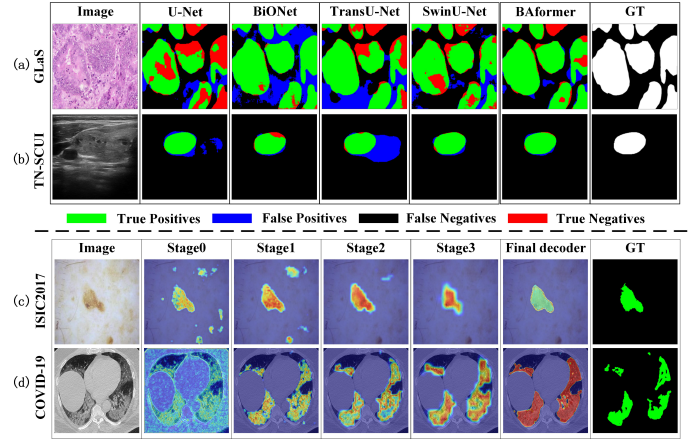 Image U-Net BiONet TransU-Net SwinU-Net BAformer GT
(a) GLaS
(b) TN-SCUI
True Positives False Positives False Negatives True Negatives
Image Stage0 Stage1 Stage2 Stage3 Final decoder GT
(c) ISIC2017
(d) COVID-19